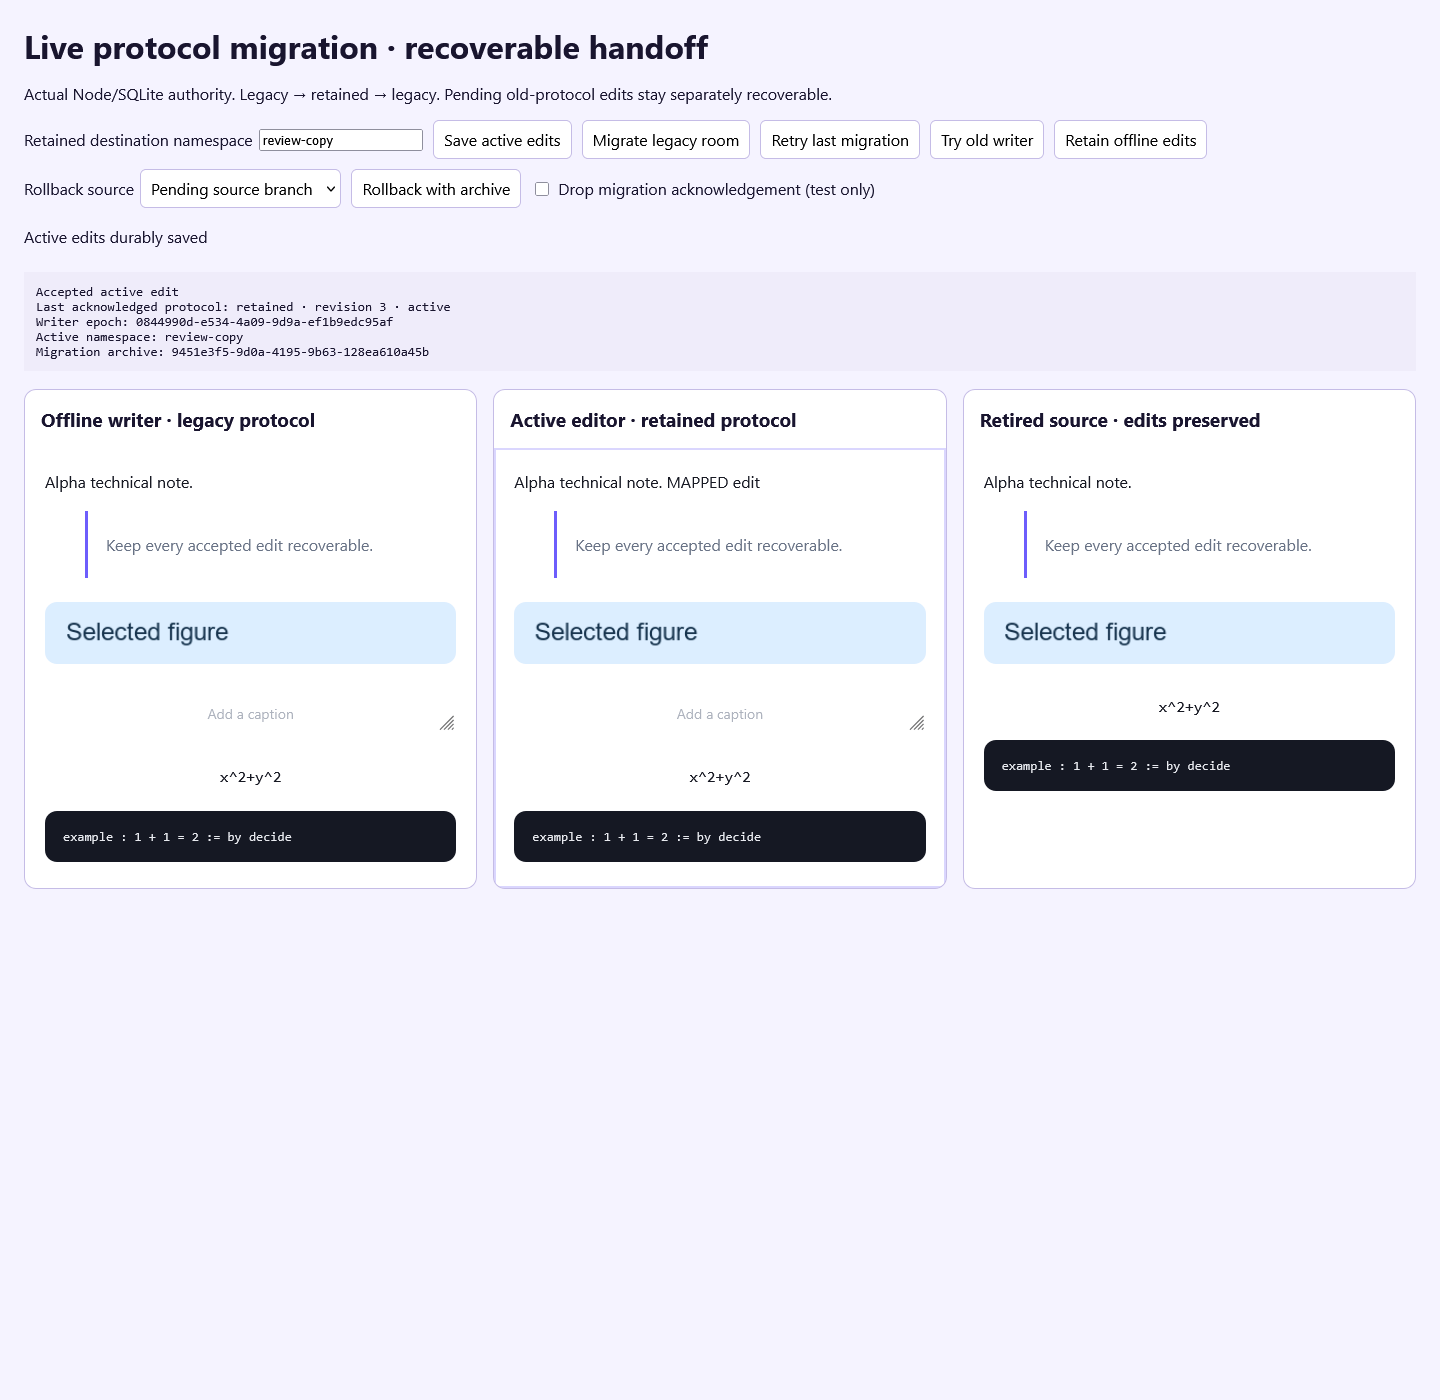 Live protocol migration · recoverable handoff
Actual Node/SQLite authority. Legacy → retained → legacy. Pending old-protocol edits stay separately recoverable.
Retained destination namespace review-copy Save active edits Migrate legacy room Retry last migration Try old writer Retain offline edits
Rollback source Pending source branch Rollback with archive Drop migration acknowledgement (test only)
Active edits durably saved
Accepted active edit
Last acknowledged protocol: retained · revision 3 · active
Writer epoch: 0844990d-e534-4a09-9d9a-ef1b9edc95af
Active namespace: review-copy
Migration archive: 9451e3f5-9d0a-4195-9b63-128ea610a45b
Offline writer · legacy protocol
Alpha technical note.
Keep every accepted edit recoverable.
Selected figure
Add a caption
x^2+y^2
example : 1 + 1 = 2 := by decide
Active editor · retained protocol
Alpha technical note. MAPPED edit
Keep every accepted edit recoverable.
Selected figure
Add a caption
x^2+y^2
example : 1 + 1 = 2 := by decide
Retired source · edits preserved
Alpha technical note.
Keep every accepted edit recoverable.
Selected figure
x^2+y^2
example : 1 + 1 = 2 := by decide